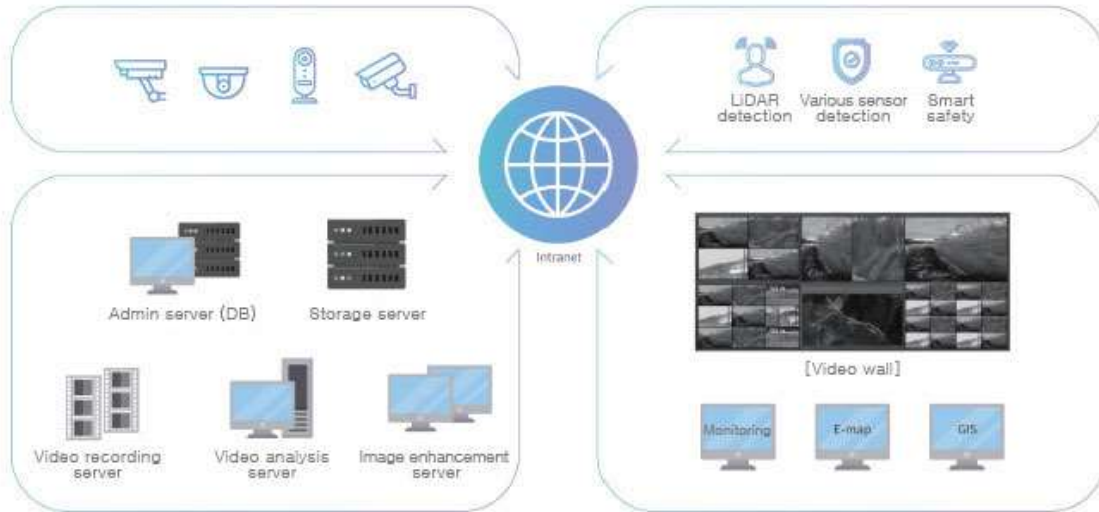 LiDAR
detection
Various sensor
detection
Smart
safety
Intranet
Admin server (DB)
Storage server
Video recording
server
Video analysis
server
Image enhancement
server
[Video wall]
Monitoring
E-map
GIS